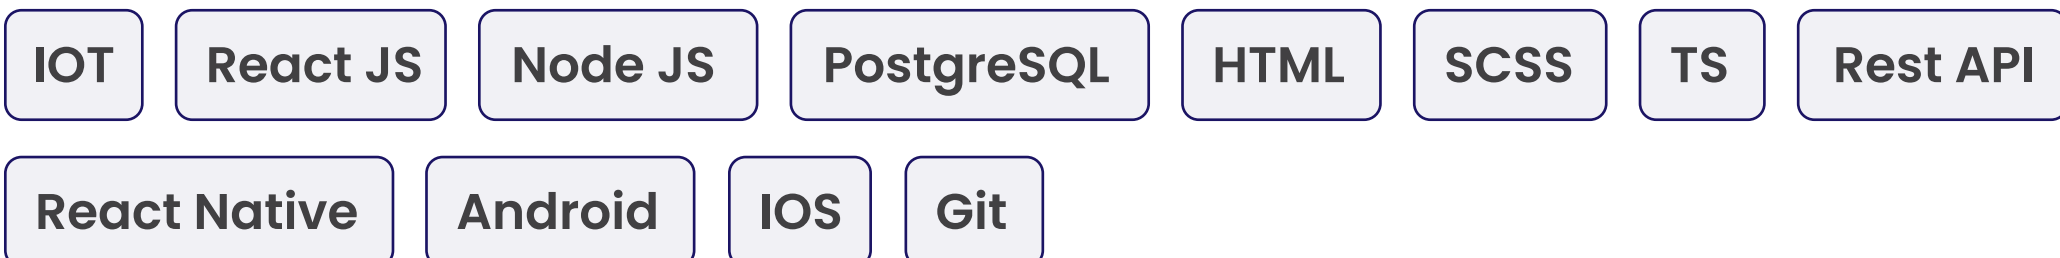 IOT React JS Node JS PostgreSQL HTML SCSS TS Rest API
React Native Android IOS Git